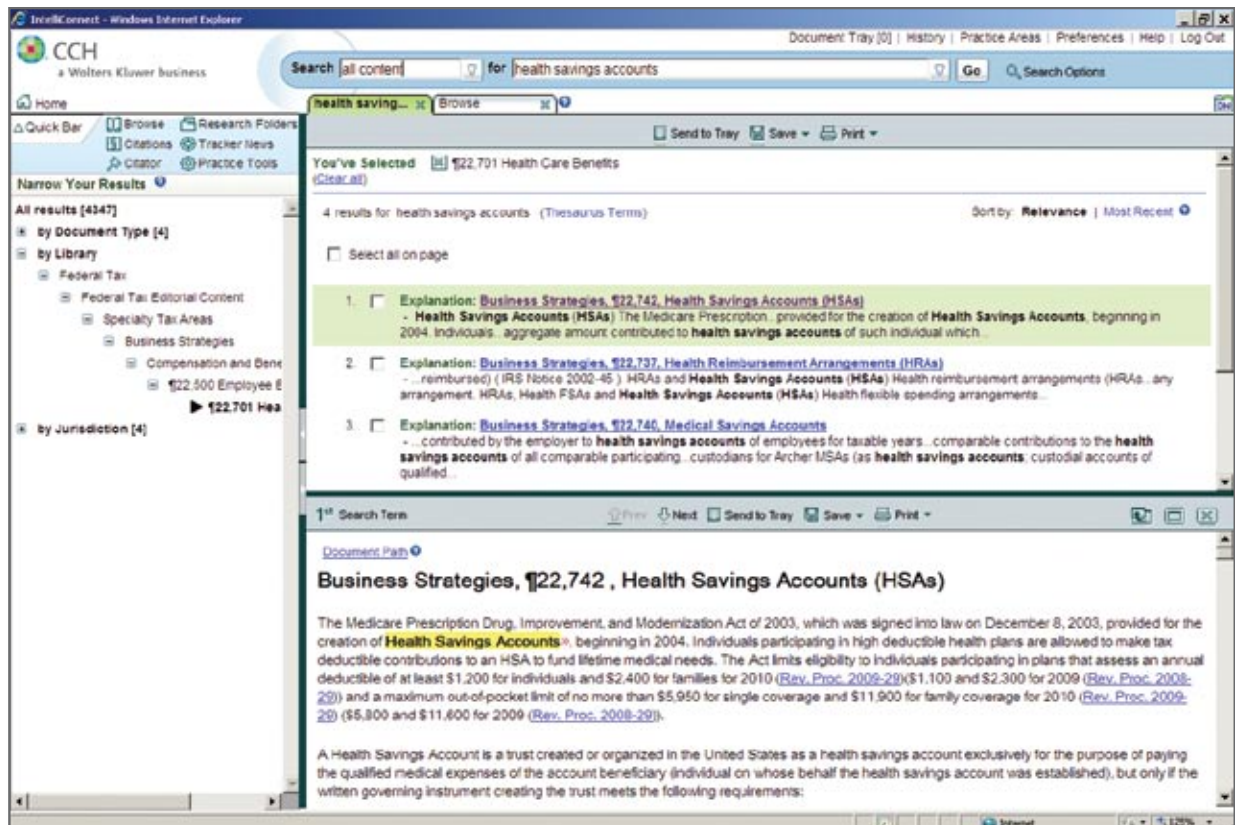 IntelliConnect - Windows Internet Explorer
Document Tray [0] | History | Practice Areas | Preferences | Help | Log Out
CCH
a Wolters Kluwer business
Search all content for health savings accounts Go Search Options
Home
health saving... Browse
Quick Bar
Browse Research Folders
Citations Tracker News
Citator Practice Tools
Send to Tray Save Print
Narrow Your Results
All results [4347]
by Document Type [4]
by Library
Federal Tax
Federal Tax Editorial Content
Specialty Tax Areas
Business Strategies
Compensation and Bene
¶22,500 Employee E
¶22,701 Hea
by Jurisdiction [4]
You've Selected ¶22,701 Health Care Benefits
(Clear all)
4 results for health savings accounts (Thesaurus Terms) Sort by: Relevance | Most Recent
Select all on page
1. Explanation: Business Strategies, ¶22,742, Health Savings Accounts (HSAs)
- Health Savings Accounts (HSAs) The Medicare Prescription...provided for the creation of Health Savings Accounts, beginning in
2004. Individuals...aggregate amount contributed to health savings accounts of such individual which...
2. Explanation: Business Strategies, ¶22,737, Health Reimbursement Arrangements (HRAs)
- ...reimbursed) ( IRS Notice 2002-45 ). HRAs and Health Savings Accounts (HSAs) Health reimbursement arrangements (HRAs...any
arrangement. HRAs, Health FSAs and Health Savings Accounts (HSAs) Health flexible spending arrangements...
3. Explanation: Business Strategies, ¶22,740, Medical Savings Accounts
- ...contributed by the employer to health savings accounts of employees for taxable years...comparable contributions to the health
savings accounts of all comparable participating...custodians for Archer MSAs (as health savings accounts; custodial accounts of
qualified...
1st Search Term Prev Next Send to Tray Save Print
Document Path
Business Strategies, ¶22,742 , Health Savings Accounts (HSAs)
The Medicare Prescription Drug, Improvement, and Modernization Act of 2003, which was signed into law on December 8, 2003, provided for the
creation of Health Savings Accounts», beginning in 2004. Individuals participating in high deductible health plans are allowed to make tax
deductible contributions to an HSA to fund lifetime medical needs. The Act limits eligibility to individuals participating in plans that assess an annual
deductible of at least $1,200 for individuals and $2,400 for families for 2010 (Rev. Proc. 2009-29)($1,100 and $2,300 for 2009 (Rev. Proc. 2008-
29)) and a maximum out-of-pocket limit of no more than $5,950 for single coverage and $11,900 for family coverage for 2010 (Rev. Proc. 2009-
29) ($5,800 and $11,600 for 2009 (Rev. Proc. 2008-29)).
A Health Savings Account is a trust created or organized in the United States as a health savings account exclusively for the purpose of paying
the qualified medical expenses of the account beneficiary (individual on whose behalf the health savings account was established), but only if the
written governing instrument creating the trust meets the following requirements:
Internet 125%